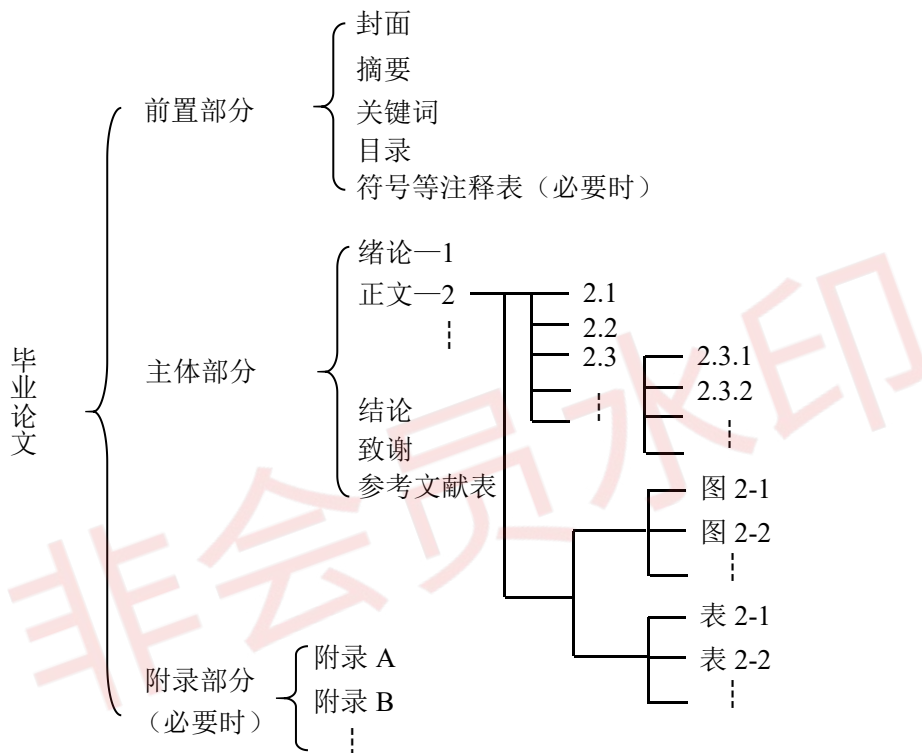 毕业论文
前置部分
封面
摘要
关键词
目录
符号等注释表（必要时）
主体部分
绪论—1
正文—2
2.1
2.2
2.3
2.3.1
2.3.2
图 2-1
图 2-2
表 2-1
表 2-2
结论
致谢
参考文献表
附录部分
（必要时）
附录 A
附录 B
非会员水印